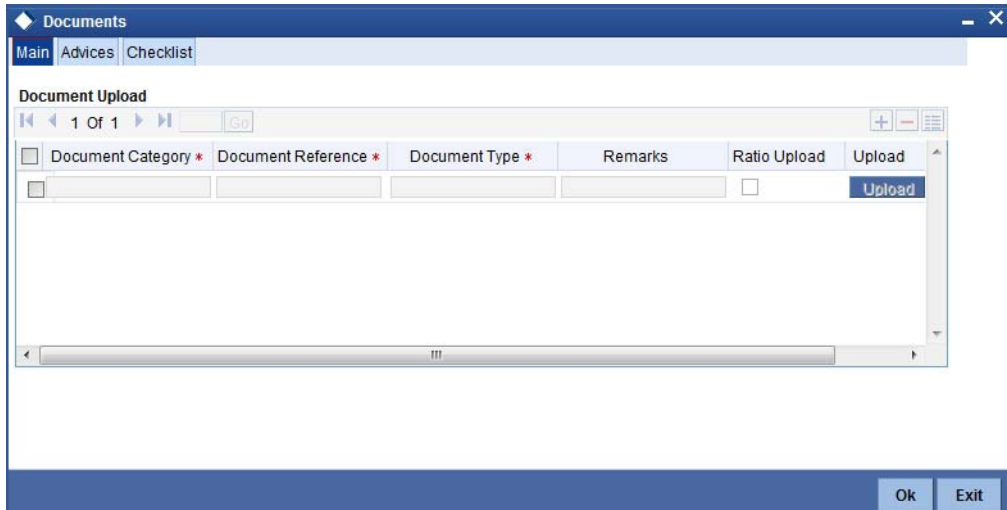 Documents
Main Advices Checklist
Document Upload
1 Of 1 Go
Document Category * Document Reference * Document Type * Remarks Ratio Upload Upload
Upload
Ok Exit